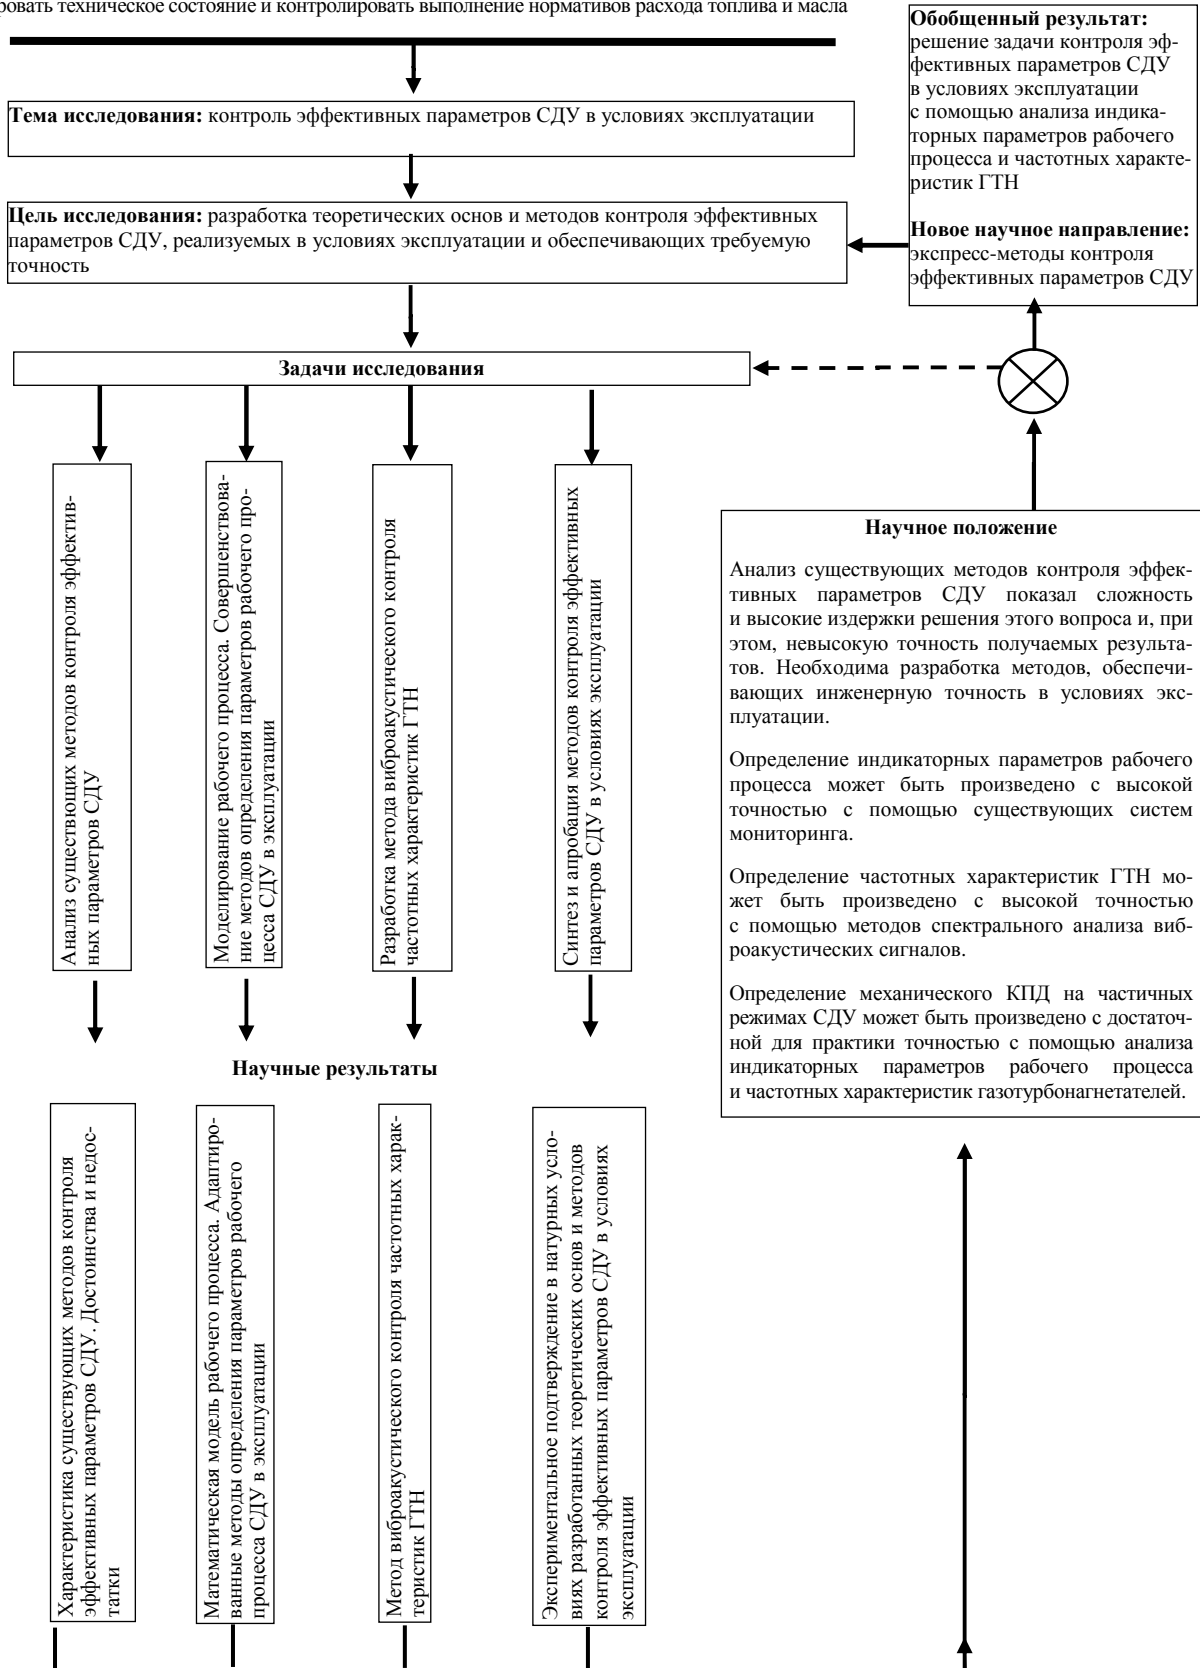 ровать техническое состояние и контролировать выполнение нормативов расхода топлива и масла
Тема исследования: контроль эффективных параметров СДУ в условиях эксплуатации
Цель исследования: разработка теоретических основ и методов контроля эффективных
параметров СДУ, реализуемых в условиях эксплуатации и обеспечивающих требуемую
точность
Обобщенный результат:
решение задачи контроля эф-
фективных параметров СДУ
в условиях эксплуатации
с помощью анализа индика-
торных параметров рабочего
процесса и частотных характе-
ристик ГТН
Новое научное направление:
экспресс-методы контроля
эффективных параметров СДУ
Задачи исследования
Анализ существующих методов контроля эффектив-
ных параметров СДУ
Моделирование рабочего процесса. Совершенствова-
ние методов определения параметров рабочего про-
цесса СДУ в эксплуатации
Разработка метода виброакустического контроля
частотных характеристик ГТН
Синтез и апробация методов контроля эффективных
параметров СДУ в условиях эксплуатации
Научное положение
Анализ существующих методов контроля эффек-
тивных параметров СДУ показал сложность
и высокие издержки решения этого вопроса и, при
этом, невысокую точность получаемых результа-
тов. Необходима разработка методов, обеспечи-
вающих инженерную точность в условиях экс-
плуатации.
Определение индикаторных параметров рабочего
процесса может быть произведено с высокой
точностью с помощью существующих систем
мониторинга.
Определение частотных характеристик ГТН мо-
жет быть произведено с высокой точностью
с помощью методов спектрального анализа виб-
роакустических сигналов.
Определение механического КПД на частичных
режимах СДУ может быть произведено с достаточ-
ной для практики точностью с помощью анализа
индикаторных параметров рабочего процесса
и частотных характеристик газотурбонагнетателей.
Научные результаты
Характеристика существующих методов контроля
эффективных параметров СДУ. Достоинства и недос-
татки
Математическая модель рабочего процесса. Адаптиро-
ванные методы определения параметров рабочего
процесса СДУ в эксплуатации
Метод виброакустического контроля частотных харак-
теристик ГТН
Экспериментальное подтверждение в натурных усло-
виях разработанных теоретических основ и методов
контроля эффективных параметров СДУ в условиях
эксплуатации